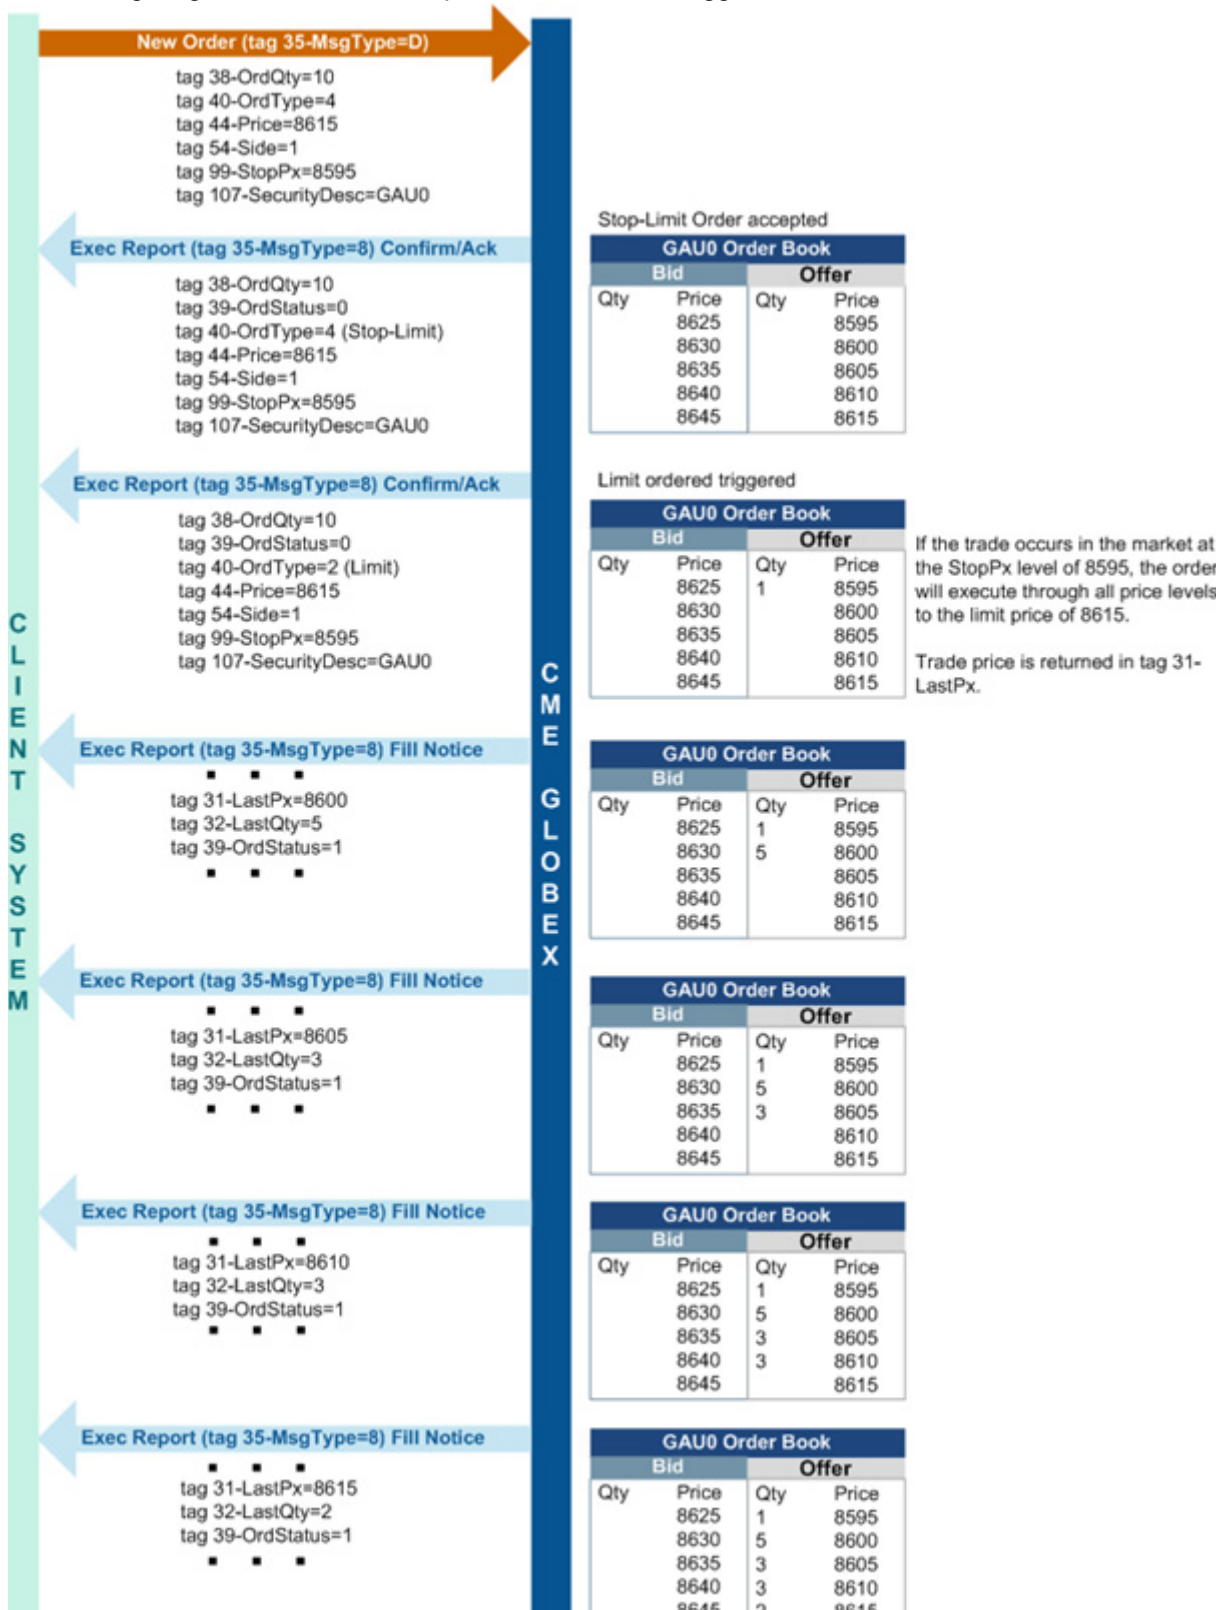 New Order (tag 35-MsgType=D)
tag 38-OrdQty=10
tag 40-OrdType=4
tag 44-Price=8615
tag 54-Side=1
tag 99-StopPx=8595
tag 107-SecurityDesc=GAU0
Exec Report (tag 35-MsgType=8) Confirm/Ack
tag 38-OrdQty=10
tag 39-OrdStatus=0
tag 40-OrdType=4 (Stop-Limit)
tag 44-Price=8615
tag 54-Side=1
tag 99-StopPx=8595
tag 107-SecurityDesc=GAU0
Stop-Limit Order accepted
GAU0 Order Book
Bid Offer
Qty Price Qty Price
8625 8595
8630 8600
8635 8605
8640 8610
8645 8615
Exec Report (tag 35-MsgType=8) Confirm/Ack
tag 38-OrdQty=10
tag 39-OrdStatus=0
tag 40-OrdType=2 (Limit)
tag 44-Price=8615
tag 54-Side=1
tag 99-StopPx=8595
tag 107-SecurityDesc=GAU0
Limit ordered triggered
GAU0 Order Book
Bid Offer
Qty Price Qty Price
8625 1 8595
8630 8600
8635 8605
8640 8610
8645 8615
If the trade occurs in the market at
the StopPx level of 8595, the order
will execute through all price levels
to the limit price of 8615.
Trade price is returned in tag 31-
LastPx.
CLIENT SYSTEM
CME GLOBEX
Exec Report (tag 35-MsgType=8) Fill Notice
tag 31-LastPx=8600
tag 32-LastQty=5
tag 39-OrdStatus=1
GAU0 Order Book
Bid Offer
Qty Price Qty Price
8625 1 8595
8630 5 8600
8635 8605
8640 8610
8645 8615
Exec Report (tag 35-MsgType=8) Fill Notice
tag 31-LastPx=8605
tag 32-LastQty=3
tag 39-OrdStatus=1
GAU0 Order Book
Bid Offer
Qty Price Qty Price
8625 1 8595
8630 5 8600
8635 3 8605
8640 8610
8645 8615
Exec Report (tag 35-MsgType=8) Fill Notice
tag 31-LastPx=8610
tag 32-LastQty=3
tag 39-OrdStatus=1
GAU0 Order Book
Bid Offer
Qty Price Qty Price
8625 1 8595
8630 5 8600
8635 3 8605
8640 3 8610
8645 8615
Exec Report (tag 35-MsgType=8) Fill Notice
tag 31-LastPx=8615
tag 32-LastQty=2
tag 39-OrdStatus=1
GAU0 Order Book
Bid Offer
Qty Price Qty Price
8625 1 8595
8630 5 8600
8635 3 8605
8640 3 8610
8645 2 8615